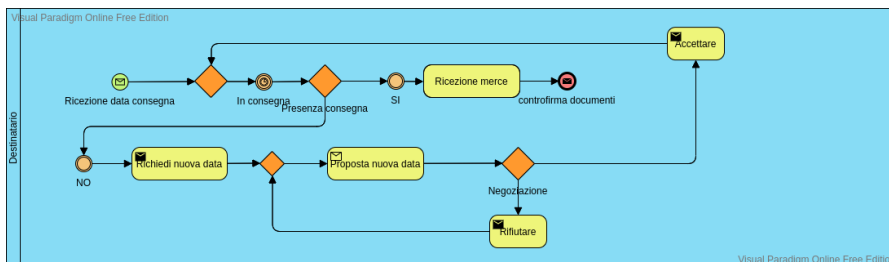 Visual Paradigm Online Free Edition
Accettare
Ricezione data consegna
In consegna
Presenza consegna
SI
Ricezione merce
controfirma documenti
Destinatario
NO
Richiedi nuova data
Proposta nuova data
Negoziazione
Rifiutare
Visual Paradigm Online Free Edition